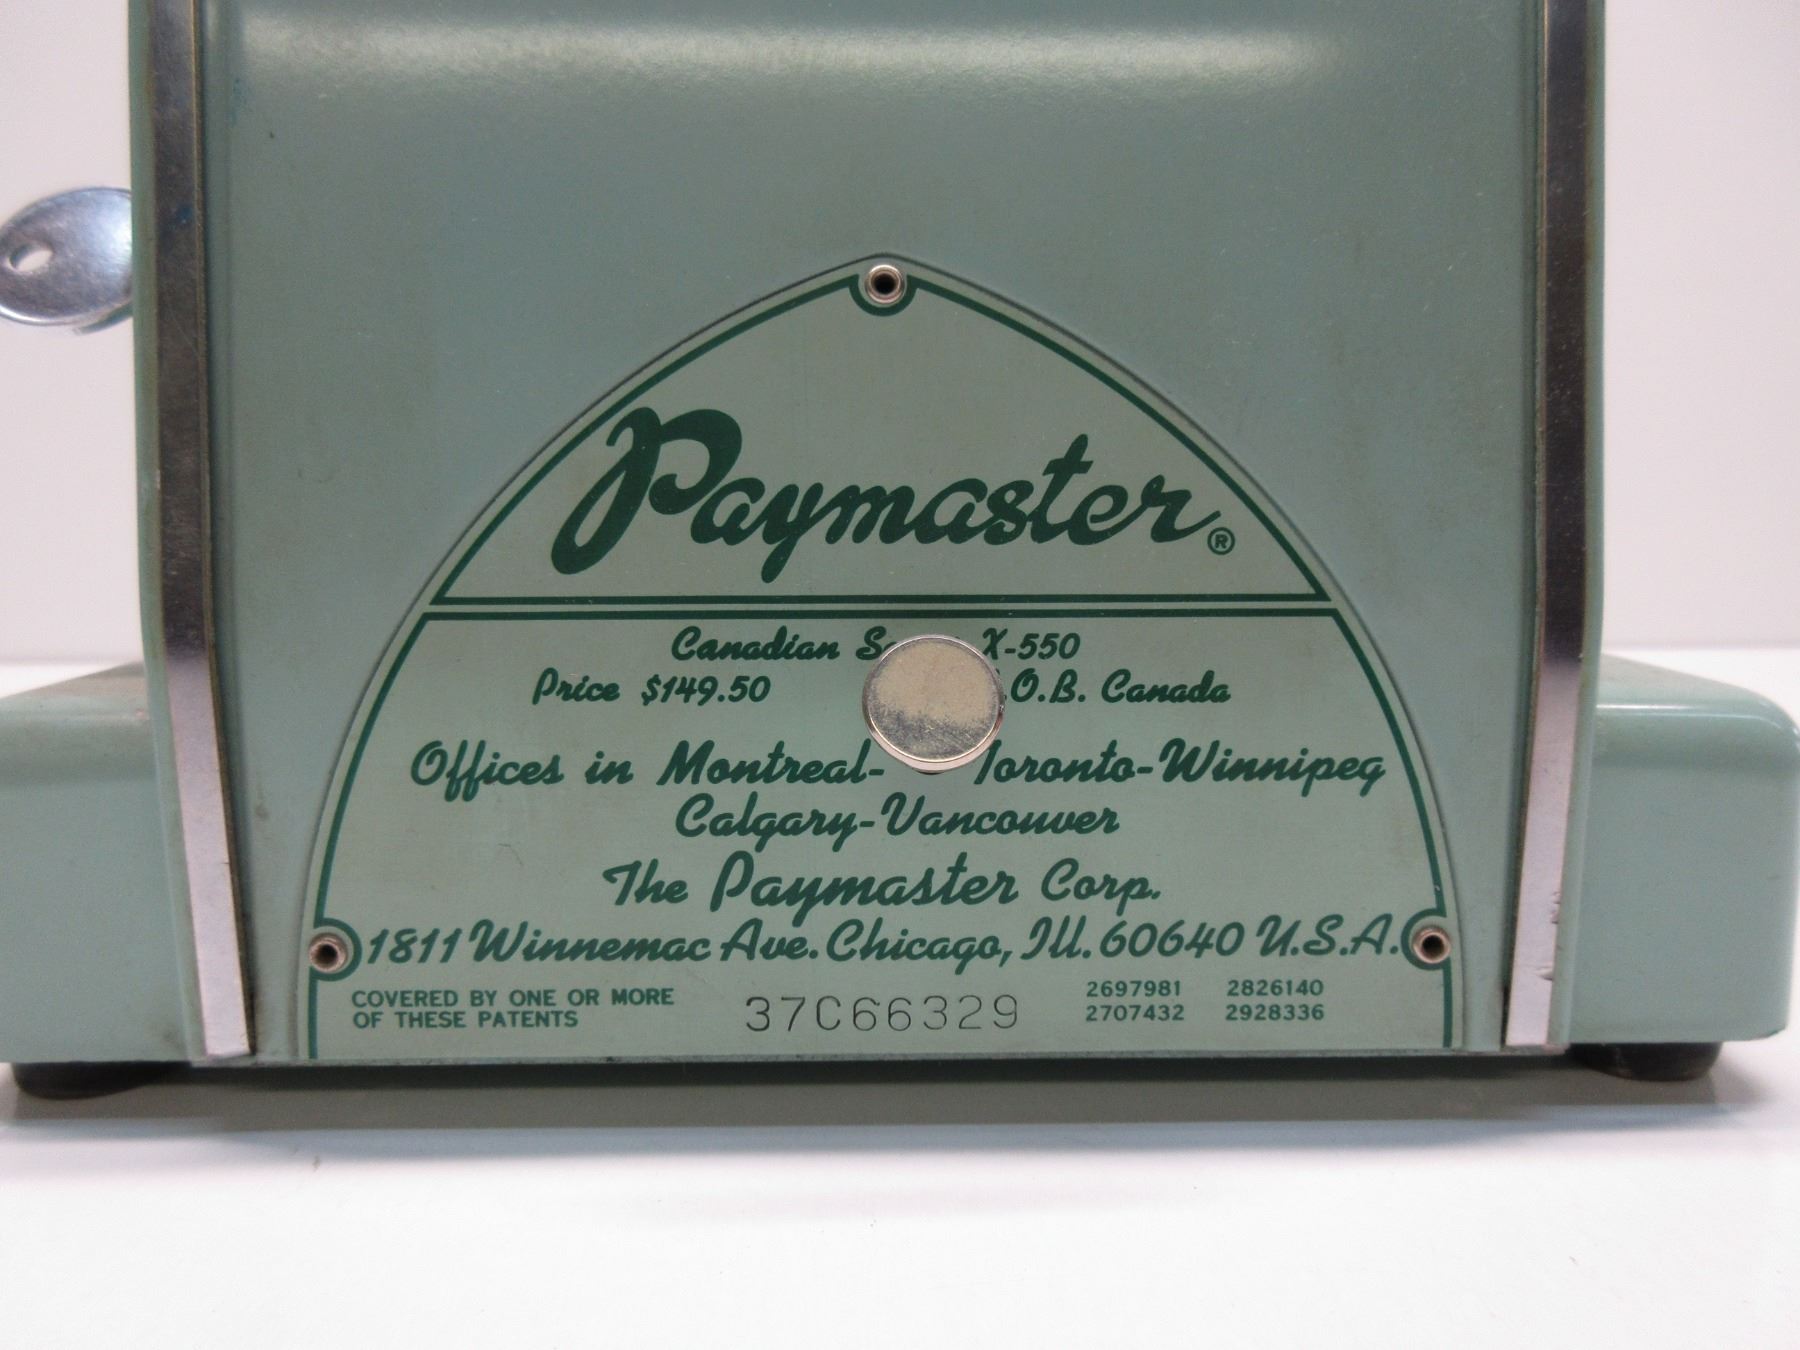 Paymaster®
Canadian X-550
Price $149.50 .O.B. Canada
Offices in Montreal- Toronto-Winnipeg
Calgary-Vancouver
The Paymaster Corp.
1811 Winnemac Ave. Chicago, Ill. 60640 U.S.A.
COVERED BY ONE OR MORE
OF THESE PATENTS
37C66329
2697981 2826140
2707432 2928336